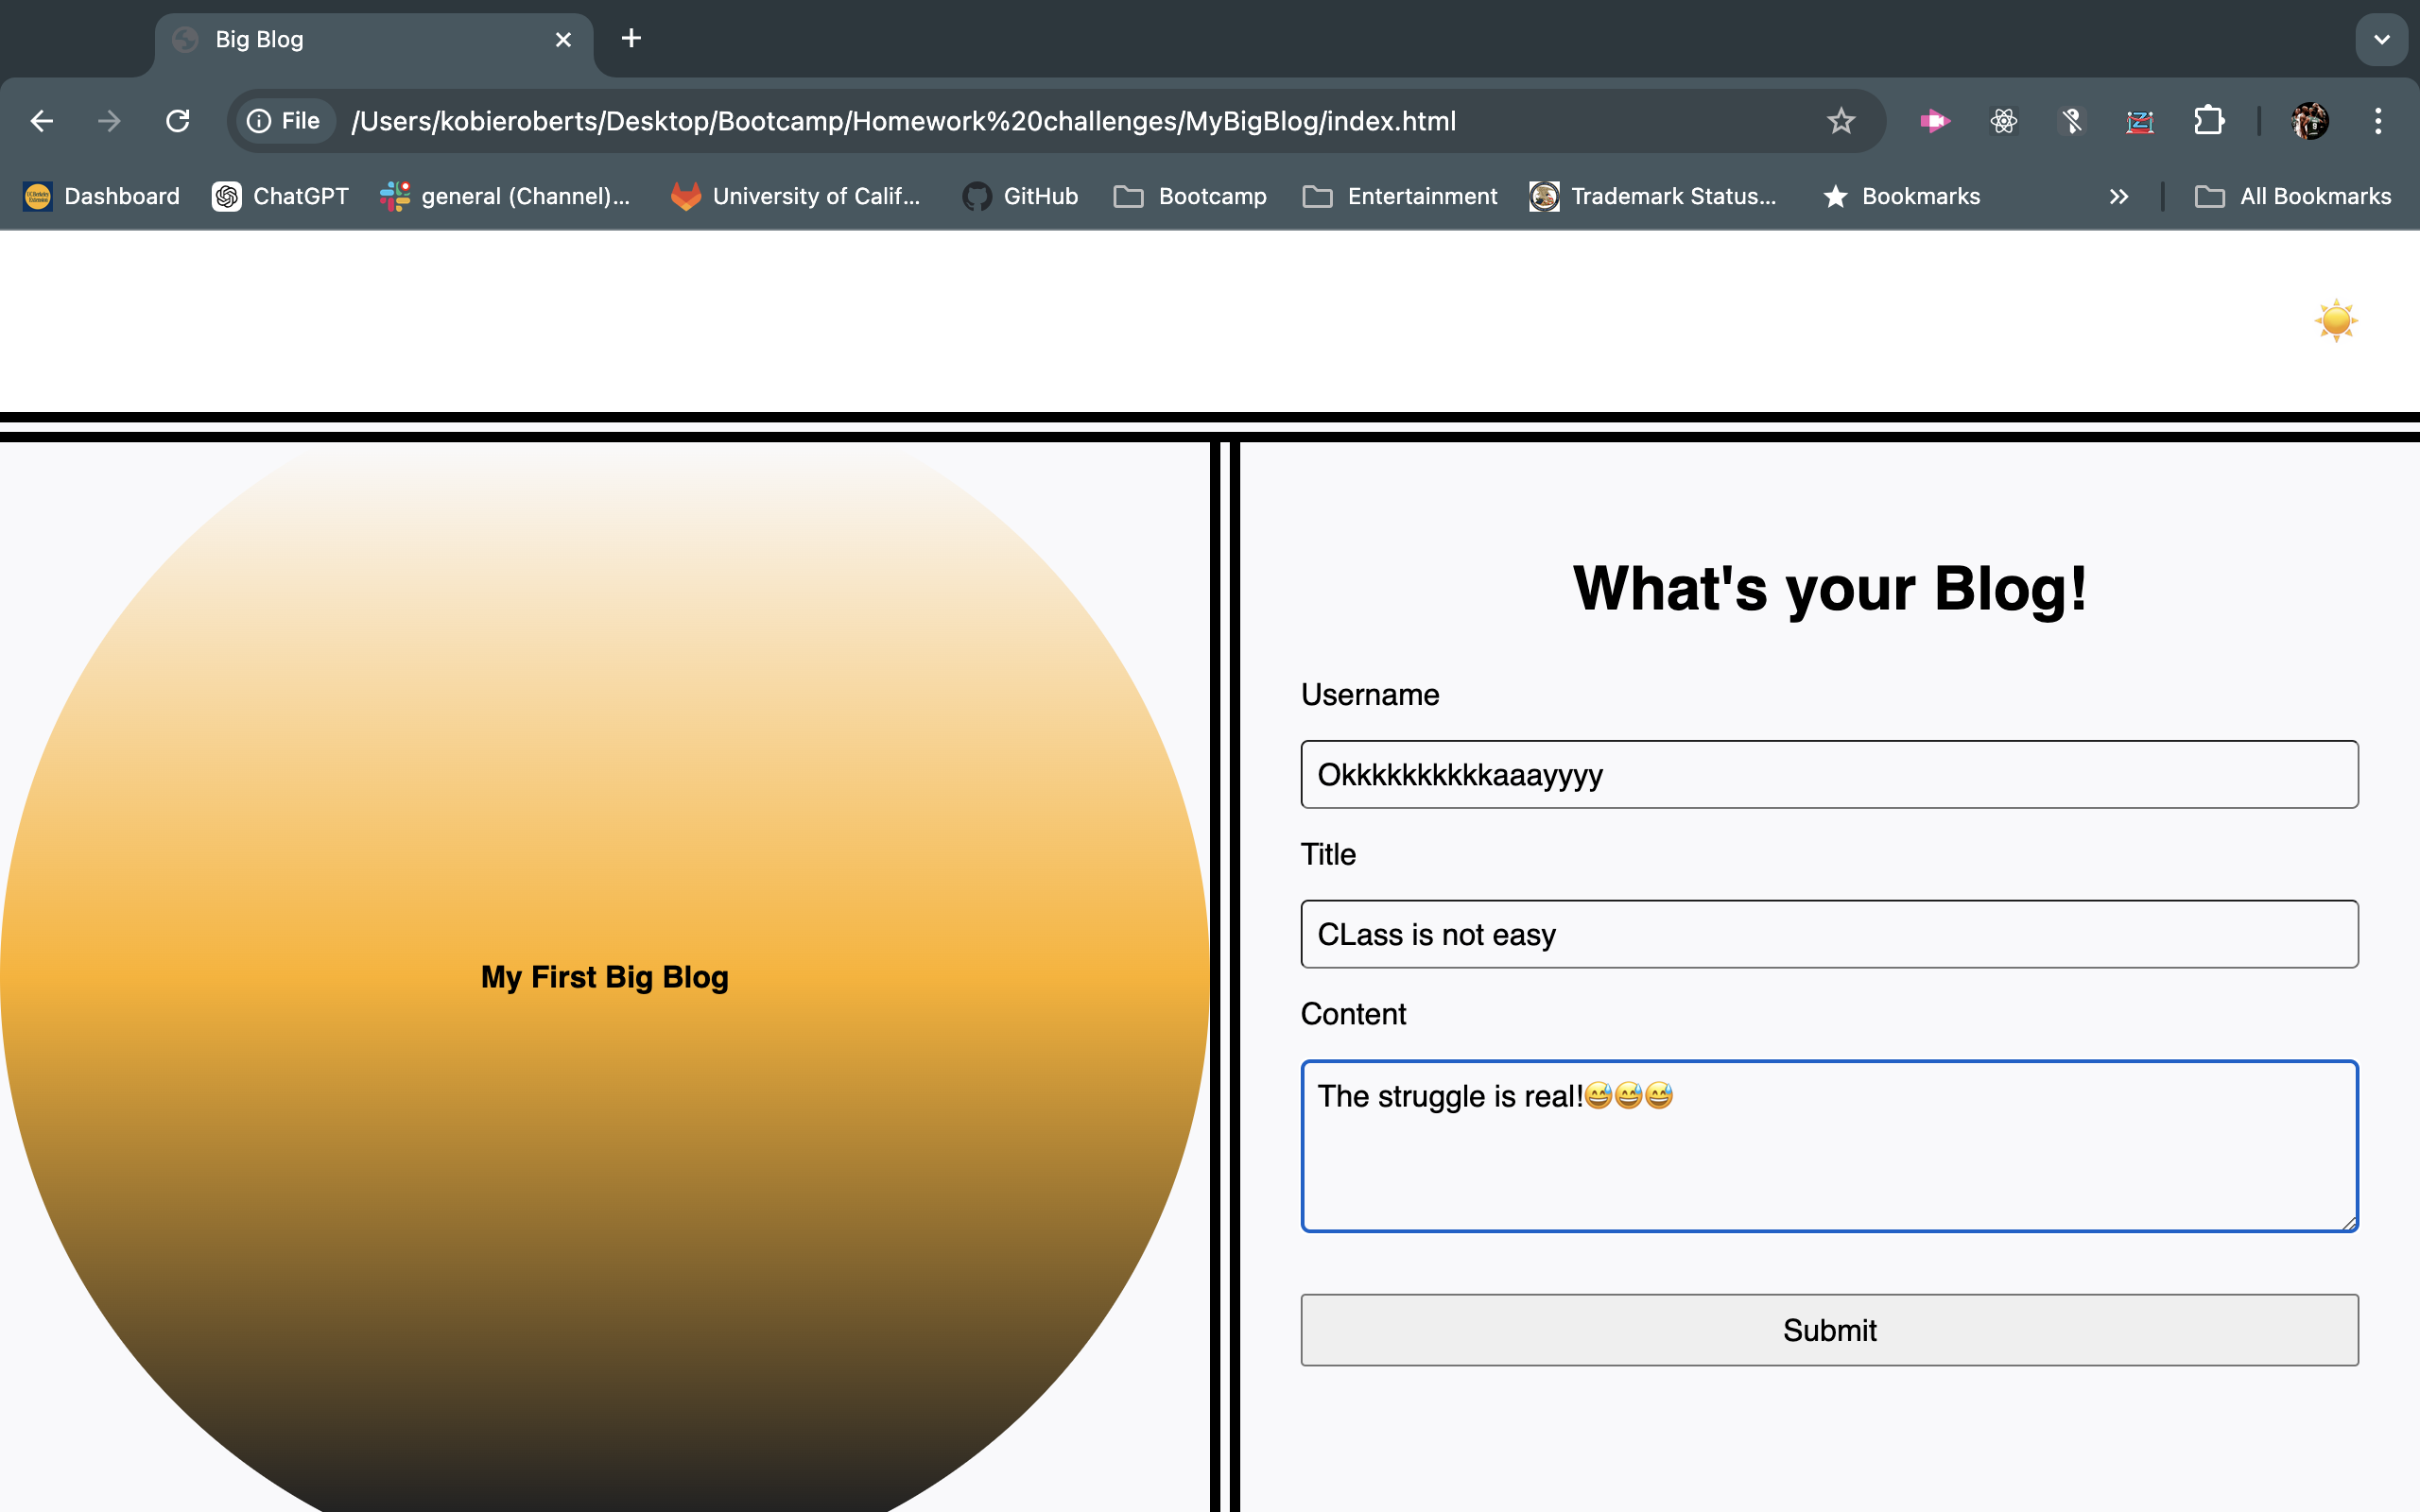 Big Blog
File /Users/kobieroberts/Desktop/Bootcamp/Homework%20challenges/MyBigBlog/index.html
Dashboard ChatGPT general (Channel)... University of Calif... GitHub Bootcamp Entertainment Trademark Status... Bookmarks All Bookmarks
My First Big Blog
What's your Blog!
Username
Okkkkkkkkkkaaayyyy
Title
CLass is not easy
Content
The struggle is real!😅😅😅
Submit